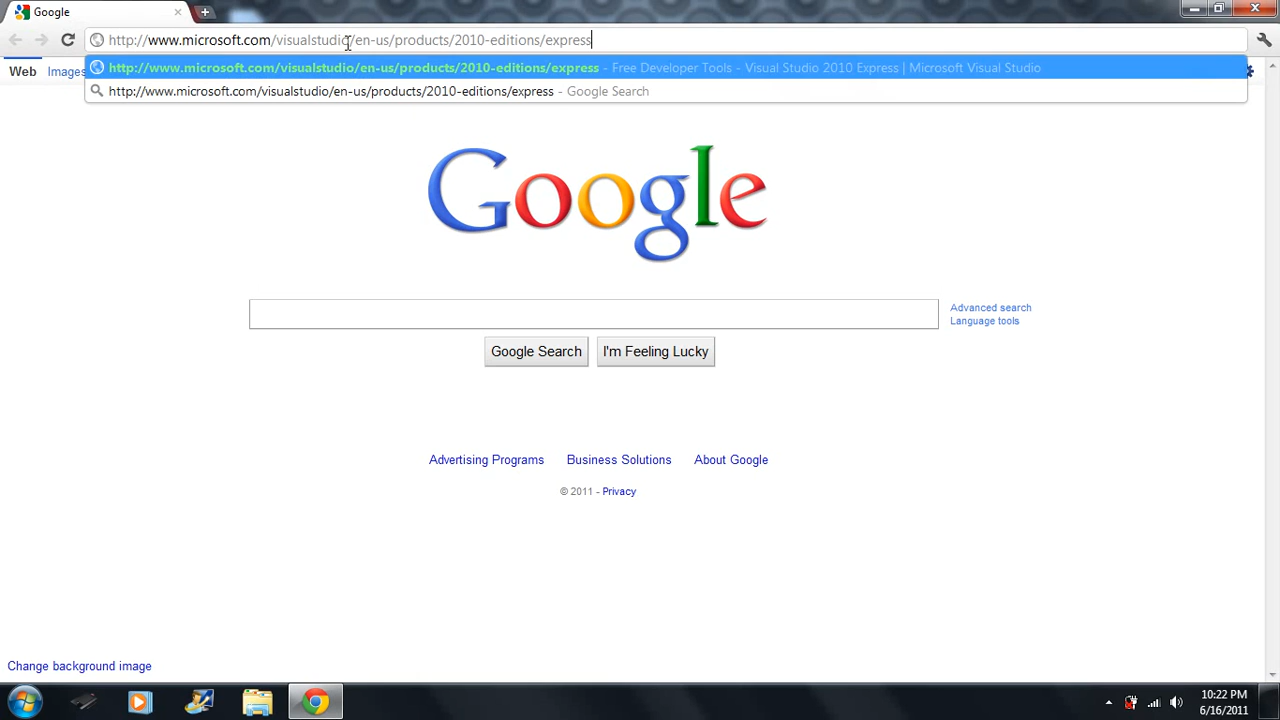 Google
http://www.microsoft.com/visualstudio/en-us/products/2010-editions/express
http://www.microsoft.com/visualstudio/en-us/products/2010-editions/express - Free Developer Tools - Visual Studio 2010 Express | Microsoft Visual Studio
http://www.microsoft.com/visualstudio/en-us/products/2010-editions/express - Google Search
Web Images
Google
Advanced search
Language tools
Google Search I'm Feeling Lucky
Advertising Programs Business Solutions About Google
© 2011 - Privacy
Change background image
10:22 PM
6/16/2011